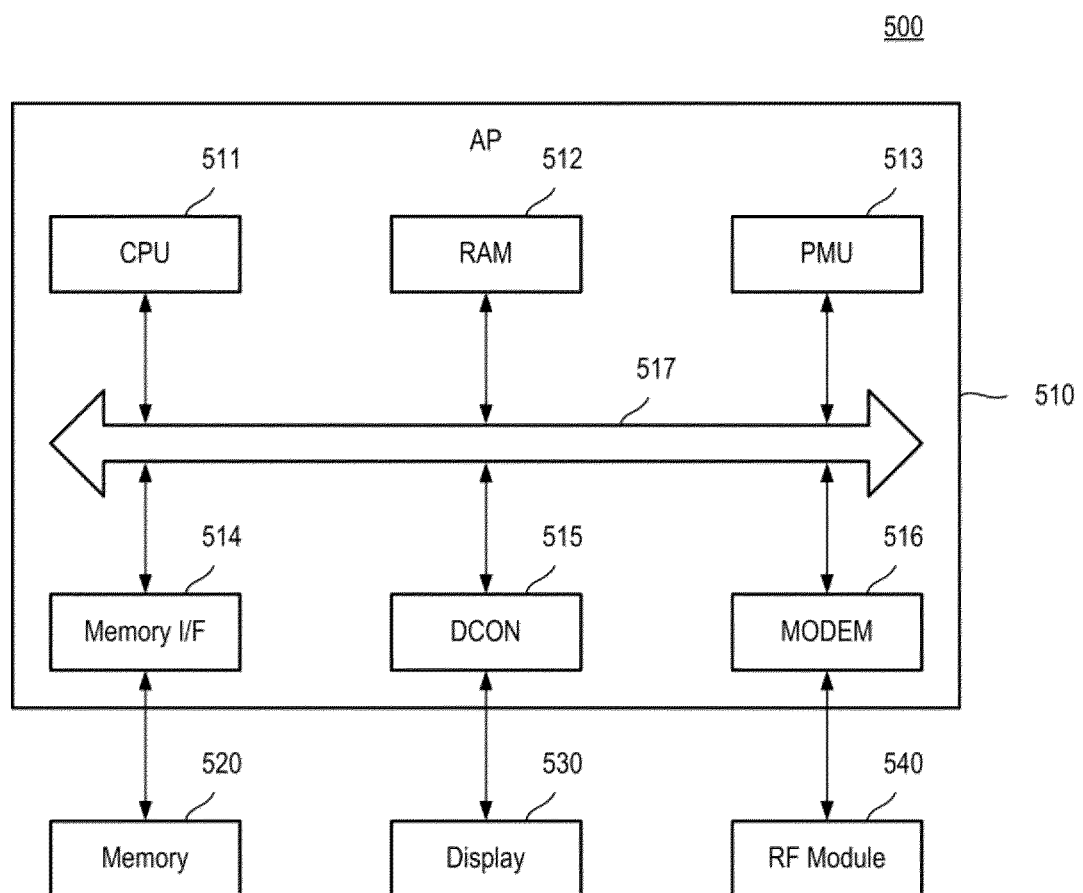 500
AP
511
512
513
CPU
RAM
PMU
517
510
514
515
516
Memory I/F
DCON
MODEM
520
530
540
Memory
Display
RF Module